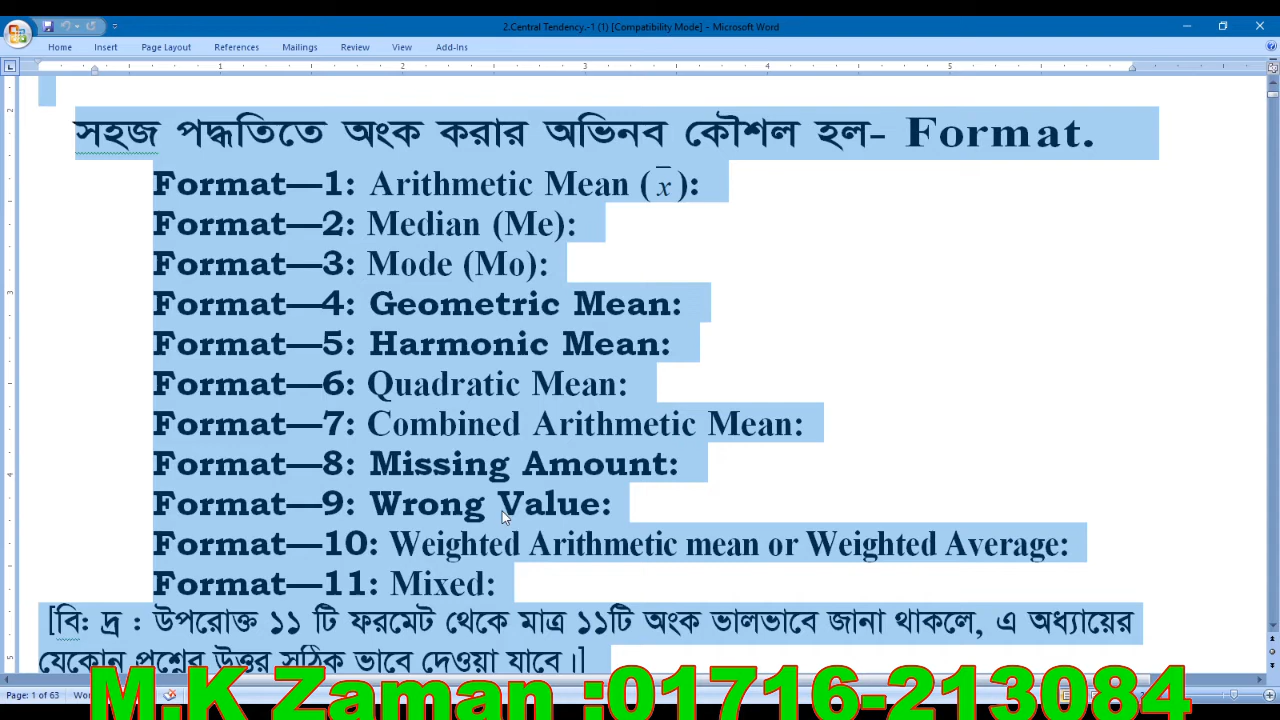 2.Central Tendency.-1 (1) [Compatibility Mode] - Microsoft Word
Home Insert Page Layout References Mailings Review View Add-Ins
1 2 3 4 5
সহজ পদ্ধতিতে অংক করার অভিনব কৌশল হল- Format.
Format—1: Arithmetic Mean ( x̄ ):
Format—2: Median (Me):
Format—3: Mode (Mo):
Format—4: Geometric Mean:
Format—5: Harmonic Mean:
Format—6: Quadratic Mean:
Format—7: Combined Arithmetic Mean:
Format—8: Missing Amount:
Format—9: Wrong Value:
Format—10: Weighted Arithmetic mean or Weighted Average:
Format—11: Mixed:
[বি: দ্র : উপরোক্ত ১১ টি ফরমেট থেকে মাত্র ১১টি অংক ভালভাবে জানা থাকলে, এ অধ্যায়ের
যেকোন প্রশ্নের উত্তর সঠিক ভাবে দেওয়া যাবে।]
M.K Zaman :01716-213084
Page: 1 of 63